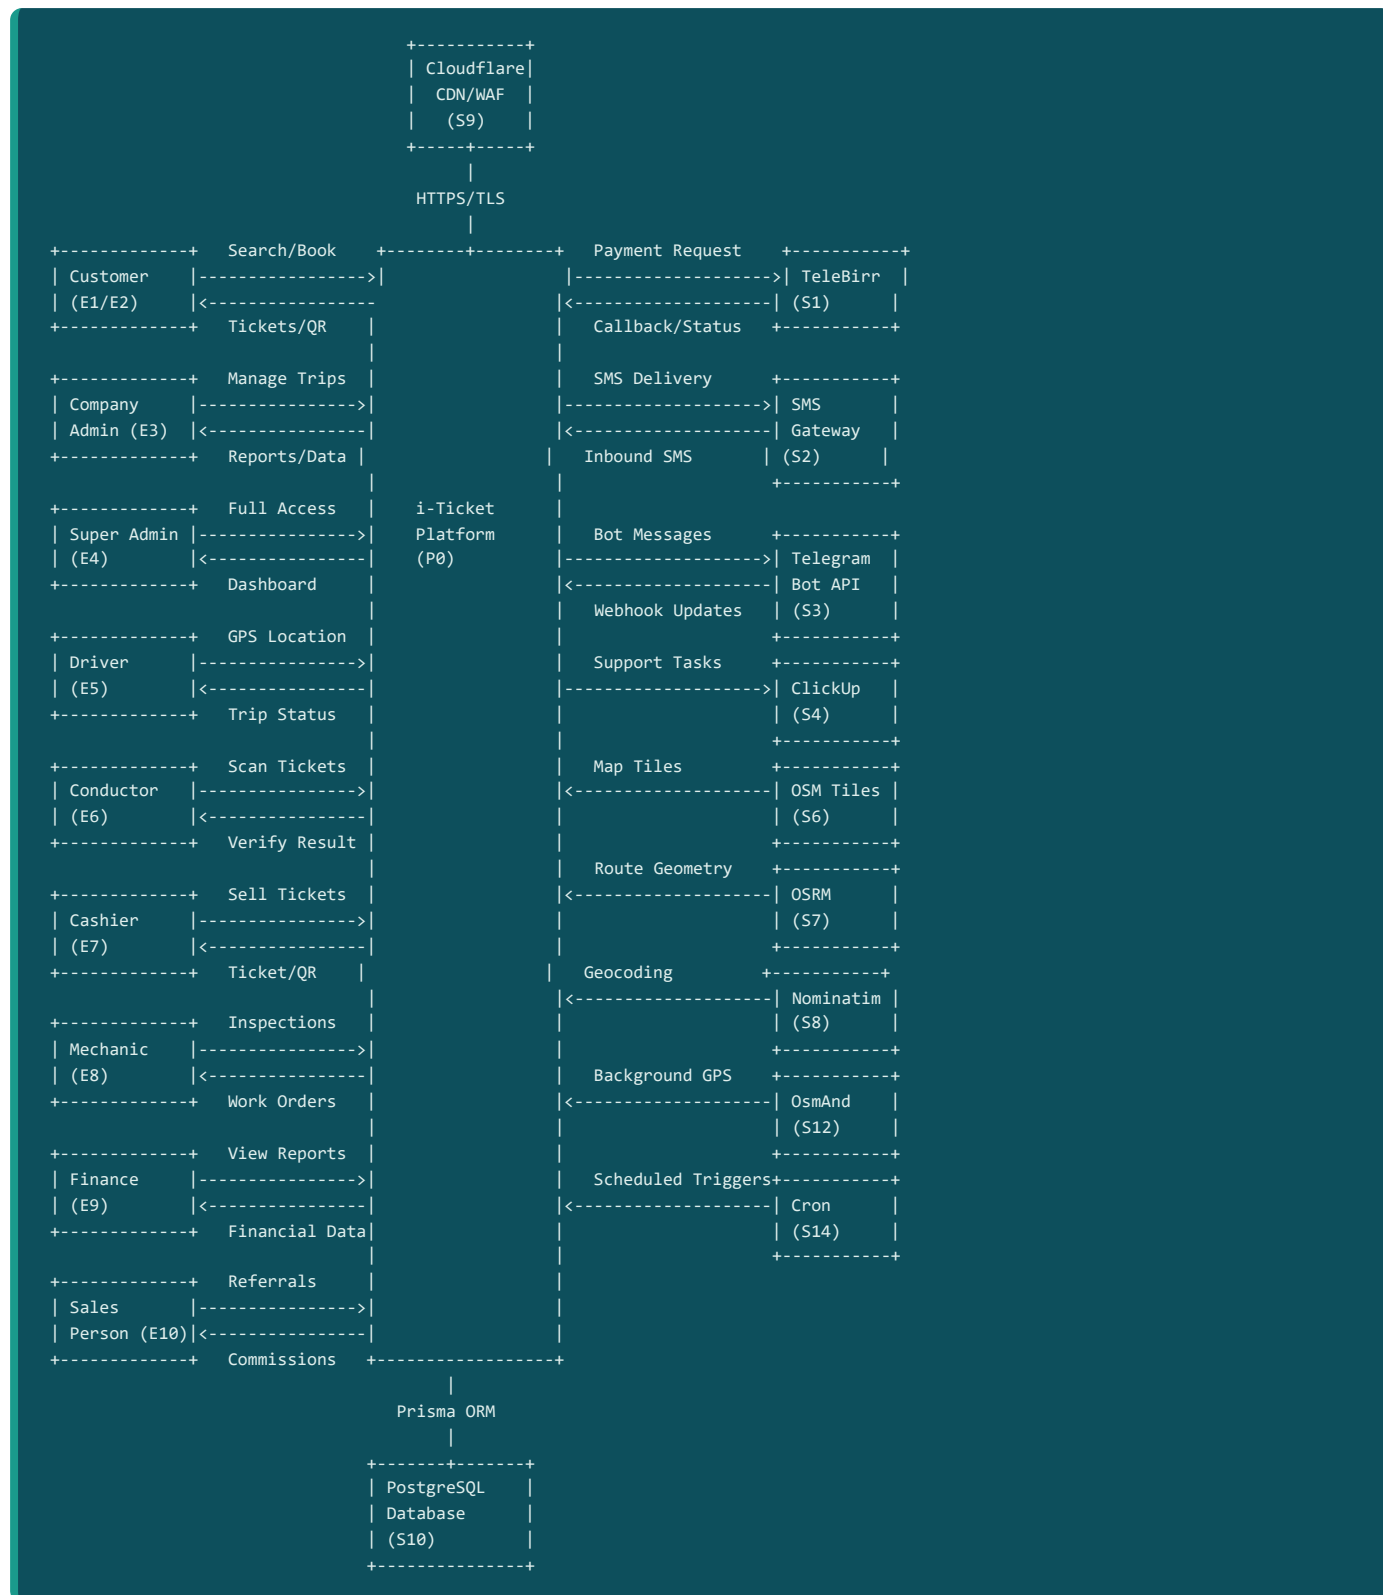 +-----------+
| Cloudflare|
|  CDN/WAF  |
|   (S9)    |
+-----+-----+
|
HTTPS/TLS
|
+-------------+   Search/Book    +--------+--------+   Payment Request    +-----------+
| Customer    |----------------->|                  |-------------------->| TeleBirr  |
| (E1/E2)     |<-----------------                  |<--------------------| (S1)      |
+-------------+   Tickets/QR    |                  |   Callback/Status   +-----------+
|                  |
+-------------+   Manage Trips  |                  |   SMS Delivery      +-----------+
| Company     |---------------->|                  |-------------------->| SMS       |
| Admin (E3)  |<----------------|                  |<--------------------| Gateway   |
+-------------+   Reports/Data |                  |   Inbound SMS       | (S2)      |
|                  |                     +-----------+
+-------------+   Full Access   |    i-Ticket      |
| Super Admin |---------------->|    Platform      |   Bot Messages      +-----------+
| (E4)        |<----------------|    (P0)          |-------------------->| Telegram  |
+-------------+   Dashboard     |                  |<--------------------| Bot API   |
|                  |   Webhook Updates   | (S3)      |
+-------------+   GPS Location  |                  |                     +-----------+
| Driver      |---------------->|                  |   Support Tasks     +-----------+
| (E5)        |<----------------|                  |-------------------->| ClickUp   |
+-------------+   Trip Status   |                  |                     | (S4)      |
|                  |                     +-----------+
+-------------+   Scan Tickets  |                  |   Map Tiles         +-----------+
| Conductor   |---------------->|                  |<--------------------| OSM Tiles |
| (E6)        |<----------------|                  |                     | (S6)      |
+-------------+   Verify Result |                  |                     +-----------+
|                  |   Route Geometry    +-----------+
+-------------+   Sell Tickets  |                  |<--------------------| OSRM      |
| Cashier     |---------------->|                  |                     | (S7)      |
| (E7)        |<----------------|                  |                     +-----------+
+-------------+   Ticket/QR    |                  |   Geocoding         +-----------+
|                  |<--------------------| Nominatim |
+-------------+   Inspections   |                  |                     | (S8)      |
| Mechanic    |---------------->|                  |                     +-----------+
| (E8)        |<----------------|                  |   Background GPS    +-----------+
+-------------+   Work Orders   |                  |<--------------------| OsmAnd    |
|                  |                     | (S12)     |
+-------------+   View Reports  |                  |                     +-----------+
| Finance     |---------------->|                  |   Scheduled Triggers+-----------+
| (E9)        |<----------------|                  |<--------------------| Cron      |
+-------------+   Financial Data|                  |                     | (S14)     |
|                  |                     +-----------+
+-------------+   Referrals     |                  |
| Sales       |---------------->|                  |
| Person (E10)|<----------------|                  |
+-------------+   Commissions   +------------------+
|
Prisma ORM
|
+-------+-------+
| PostgreSQL    |
| Database      |
| (S10)         |
+---------------+